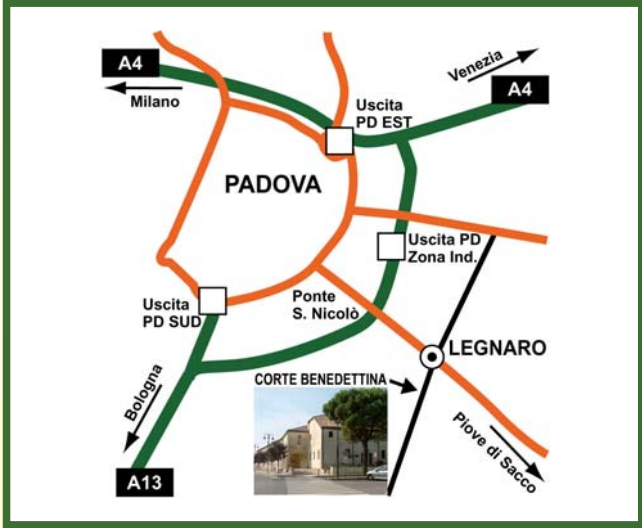 A4
Milano
Venezia
A4
Uscita
PD EST
PADOVA
Uscita PD
Zona Ind.
Uscita
PD SUD
Ponte
S. Nicolò
LEGNARO
CORTE BENEDETTINA
Bologna
Piove di Sacco
A13